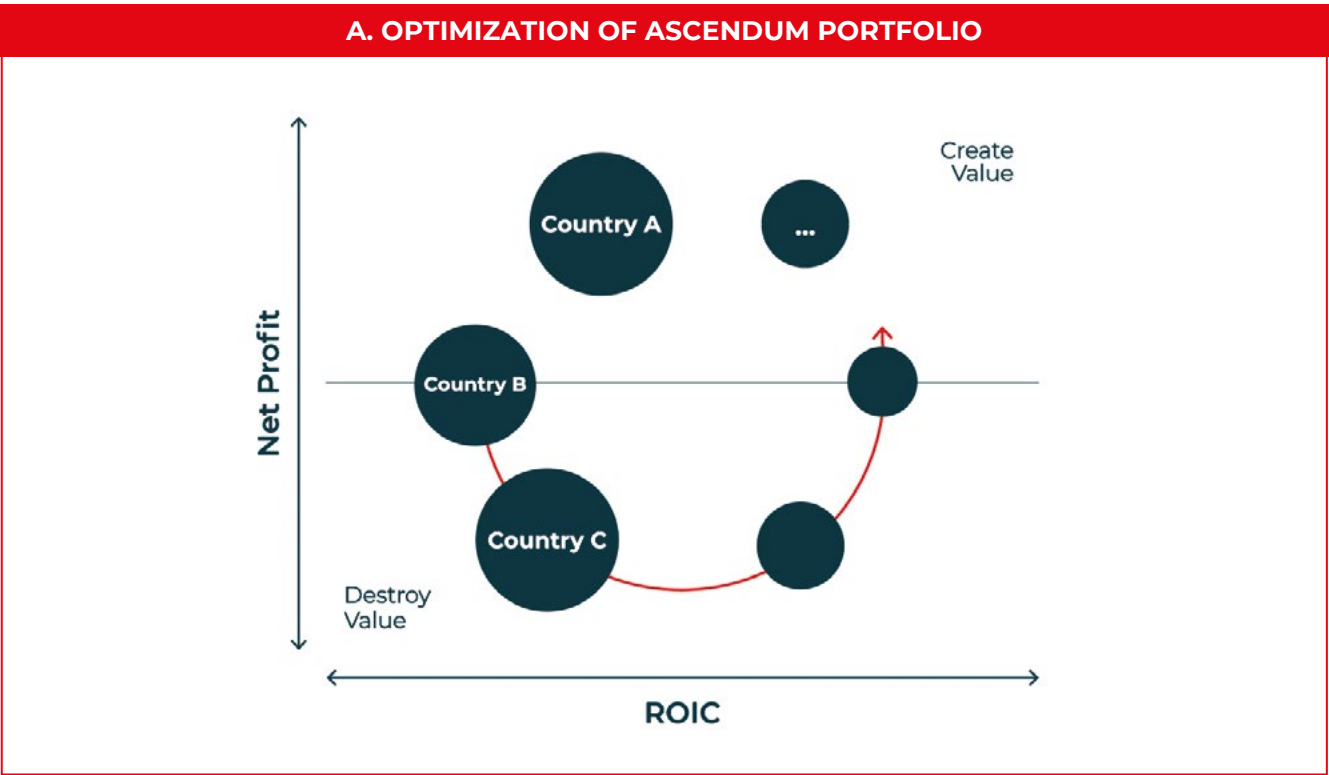 A. OPTIMIZATION OF ASCENDUM PORTFOLIO
Create
Value
Country A
...
Net Profit
Country B
Country C
Destroy
Value
ROIC